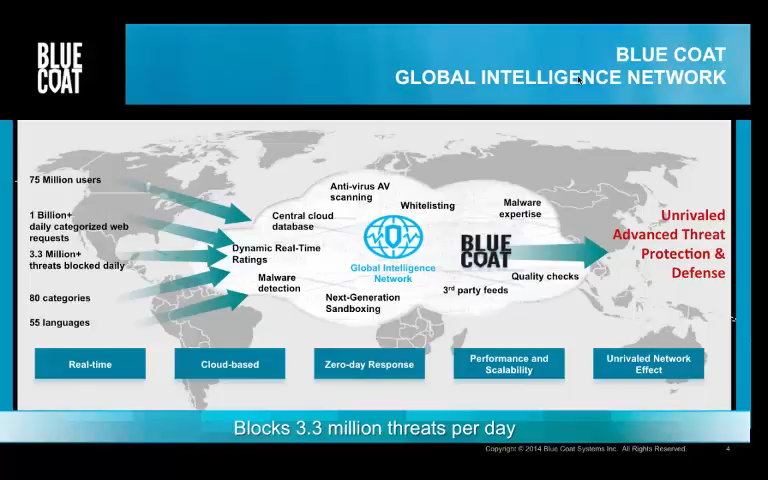 BLUE
COAT
BLUE COAT
GLOBAL INTELLIGENCE NETWORK
75 Million users
1 Billion+
daily categorized web
requests
3.3 Million+
threats blocked daily
80 categories
55 languages
Anti-virus AV
scanning
Whitelisting
Malware
expertise
Central cloud
database
Dynamic Real-Time
Ratings
Malware
detection
Global Intelligence
Network
Next-Generation
Sandboxing
BLUE
COAT
Quality checks
3rd party feeds
Unrivaled
Advanced Threat
Protection &
Defense
Real-time
Cloud-based
Zero-day Response
Performance and
Scalability
Unrivaled Network
Effect
Blocks 3.3 million threats per day
Copyright © 2014 Blue Coat Systems Inc. All Rights Reserved.
4